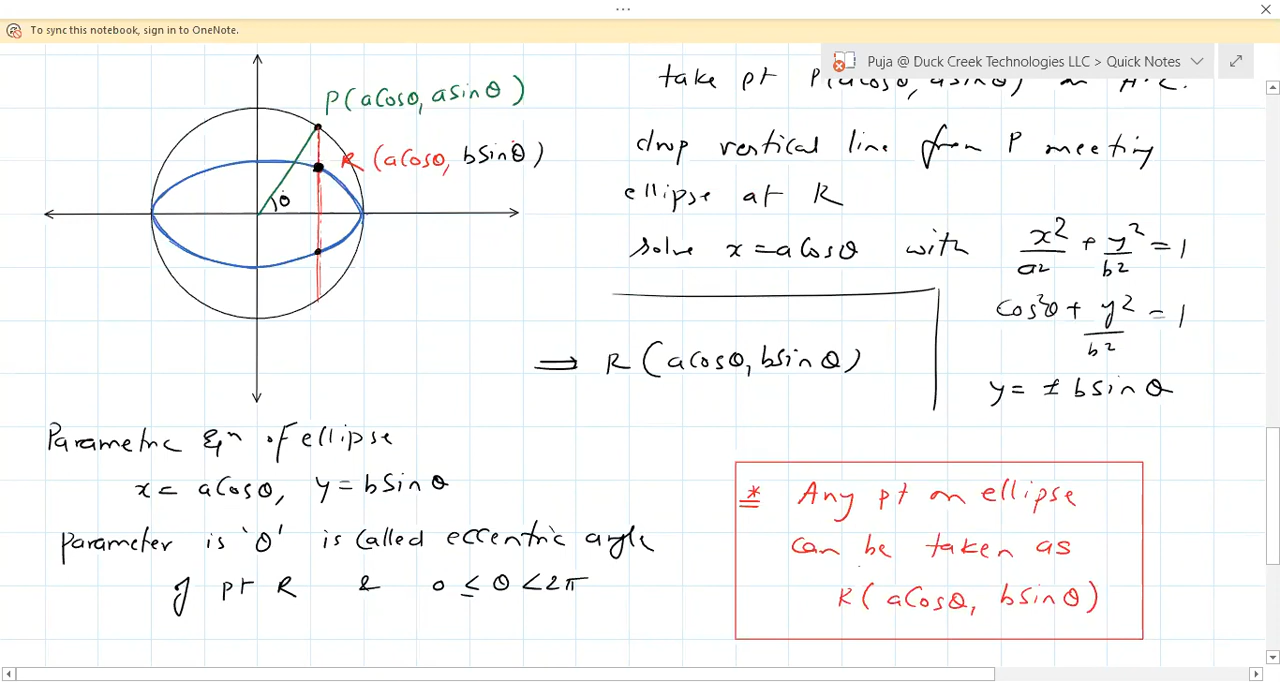 ...
To sync this notebook, sign in to OneNote.
Puja @ Duck Creek Technologies LLC > Quick Notes
take pt P(acosθ, asinθ) on
P(acosθ, asinθ)
R(acosθ, bsinθ)
θ
drop vertical line from P meeting
ellipse at R
solve x=acosθ with x²/a² + y²/b² = 1
cos²θ + y²/b² = 1
⇒ R(acosθ, bsinθ)
y = ± bsinθ
Parametric Eqⁿ of ellipse
x= acosθ, y=bsinθ
parameter is 'θ' is called eccentric angle
of pt R & 0 ≤ θ < 2π
* Any pt on ellipse
can be taken as
R(acosθ, bsinθ)